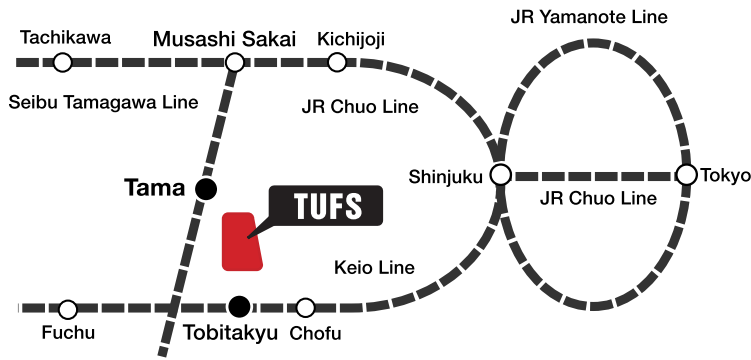 JR Yamanote Line
Tachikawa
Musashi Sakai
Kichijoji
Seibu Tamagawa Line
JR Chuo Line
Shinjuku
Tokyo
Tama
TUFS
JR Chuo Line
Keio Line
Fuchu
Tobitakyu
Chofu